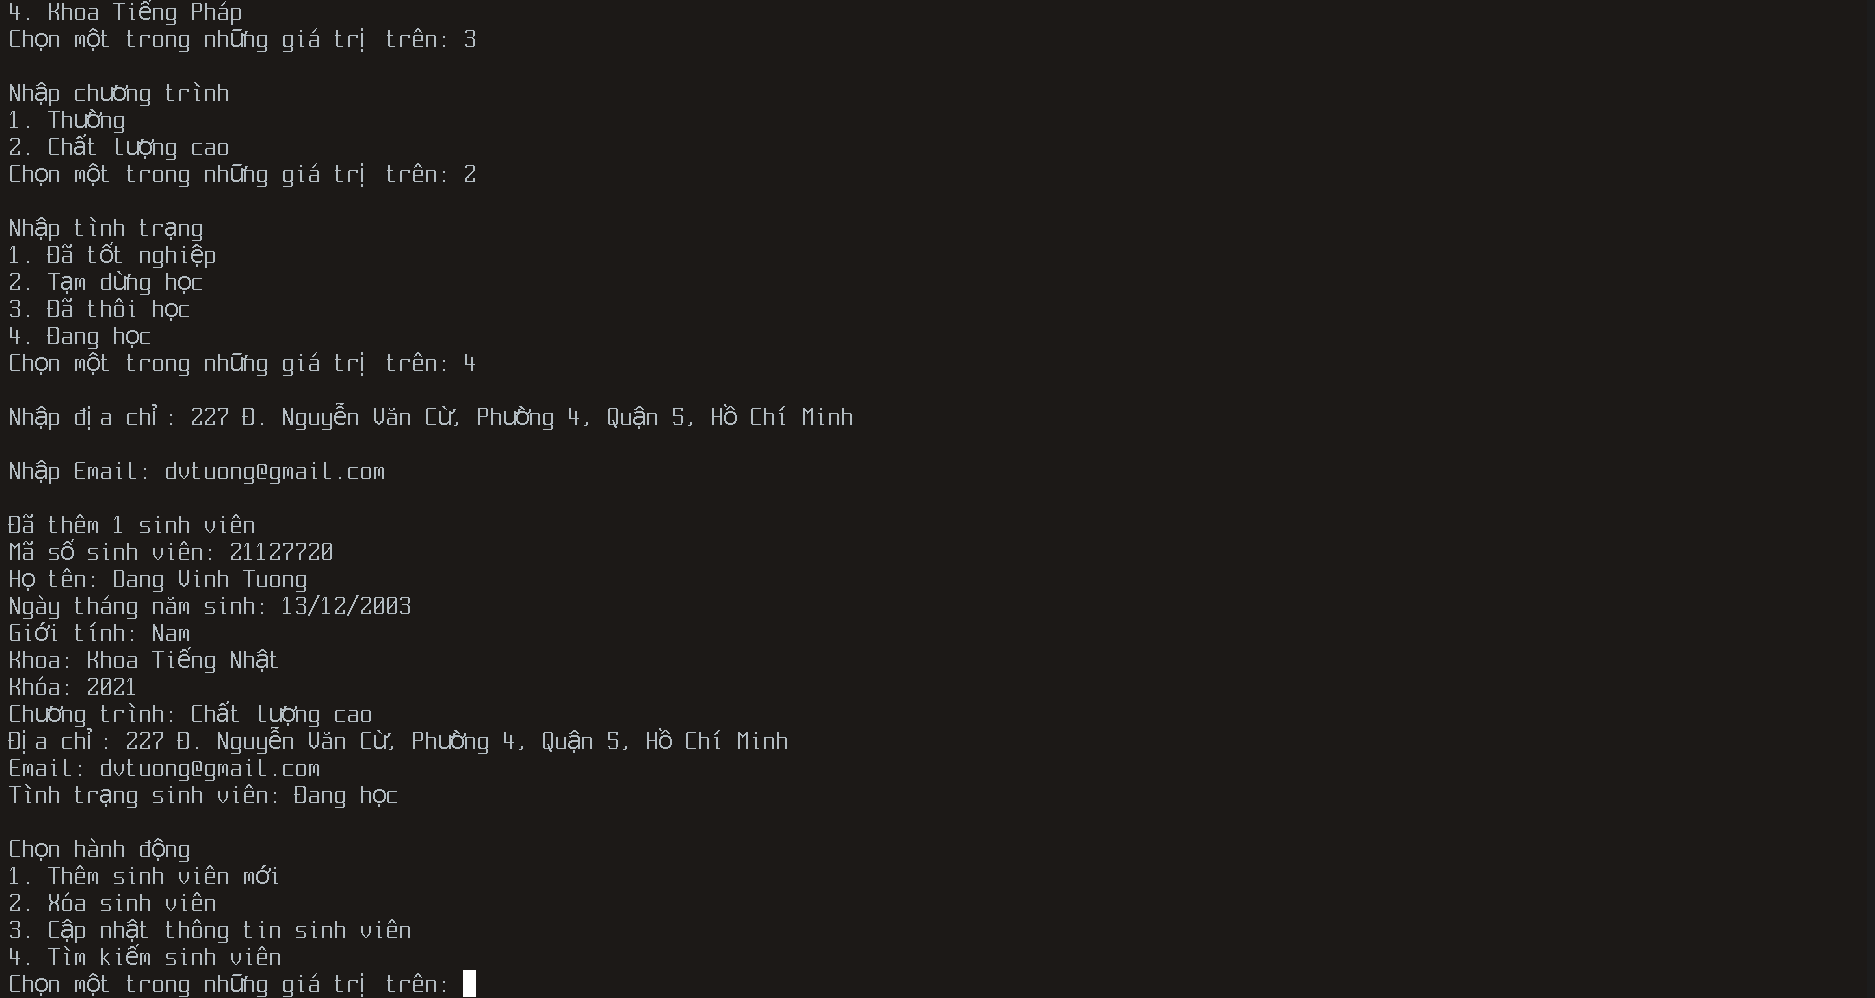 4. Khoa Tiếng Pháp
Chọn một trong những giá trị trên: 3
Nhập chương trình
1. Thường
2. Chất lượng cao
Chọn một trong những giá trị trên: 2
Nhập tình trạng
1. Đã tốt nghiệp
2. Tạm dừng học
3. Đã thôi học
4. Đang học
Chọn một trong những giá trị trên: 4
Nhập địa chỉ: 227 Đ. Nguyễn Văn Cừ, Phường 4, Quận 5, Hồ Chí Minh
Nhập Email: dvtuong@gmail.com
Đã thêm 1 sinh viên
Mã số sinh viên: 21127720
Họ tên: Dang Vinh Tuong
Ngày tháng năm sinh: 13/12/2003
Giới tính: Nam
Khoa: Khoa Tiếng Nhật
Khóa: 2021
Chương trình: Chất lượng cao
Địa chỉ: 227 Đ. Nguyễn Văn Cừ, Phường 4, Quận 5, Hồ Chí Minh
Email: dvtuong@gmail.com
Tình trạng sinh viên: Đang học
Chọn hành động
1. Thêm sinh viên mới
2. Xóa sinh viên
3. Cập nhật thông tin sinh viên
4. Tìm kiếm sinh viên
Chọn một trong những giá trị trên: